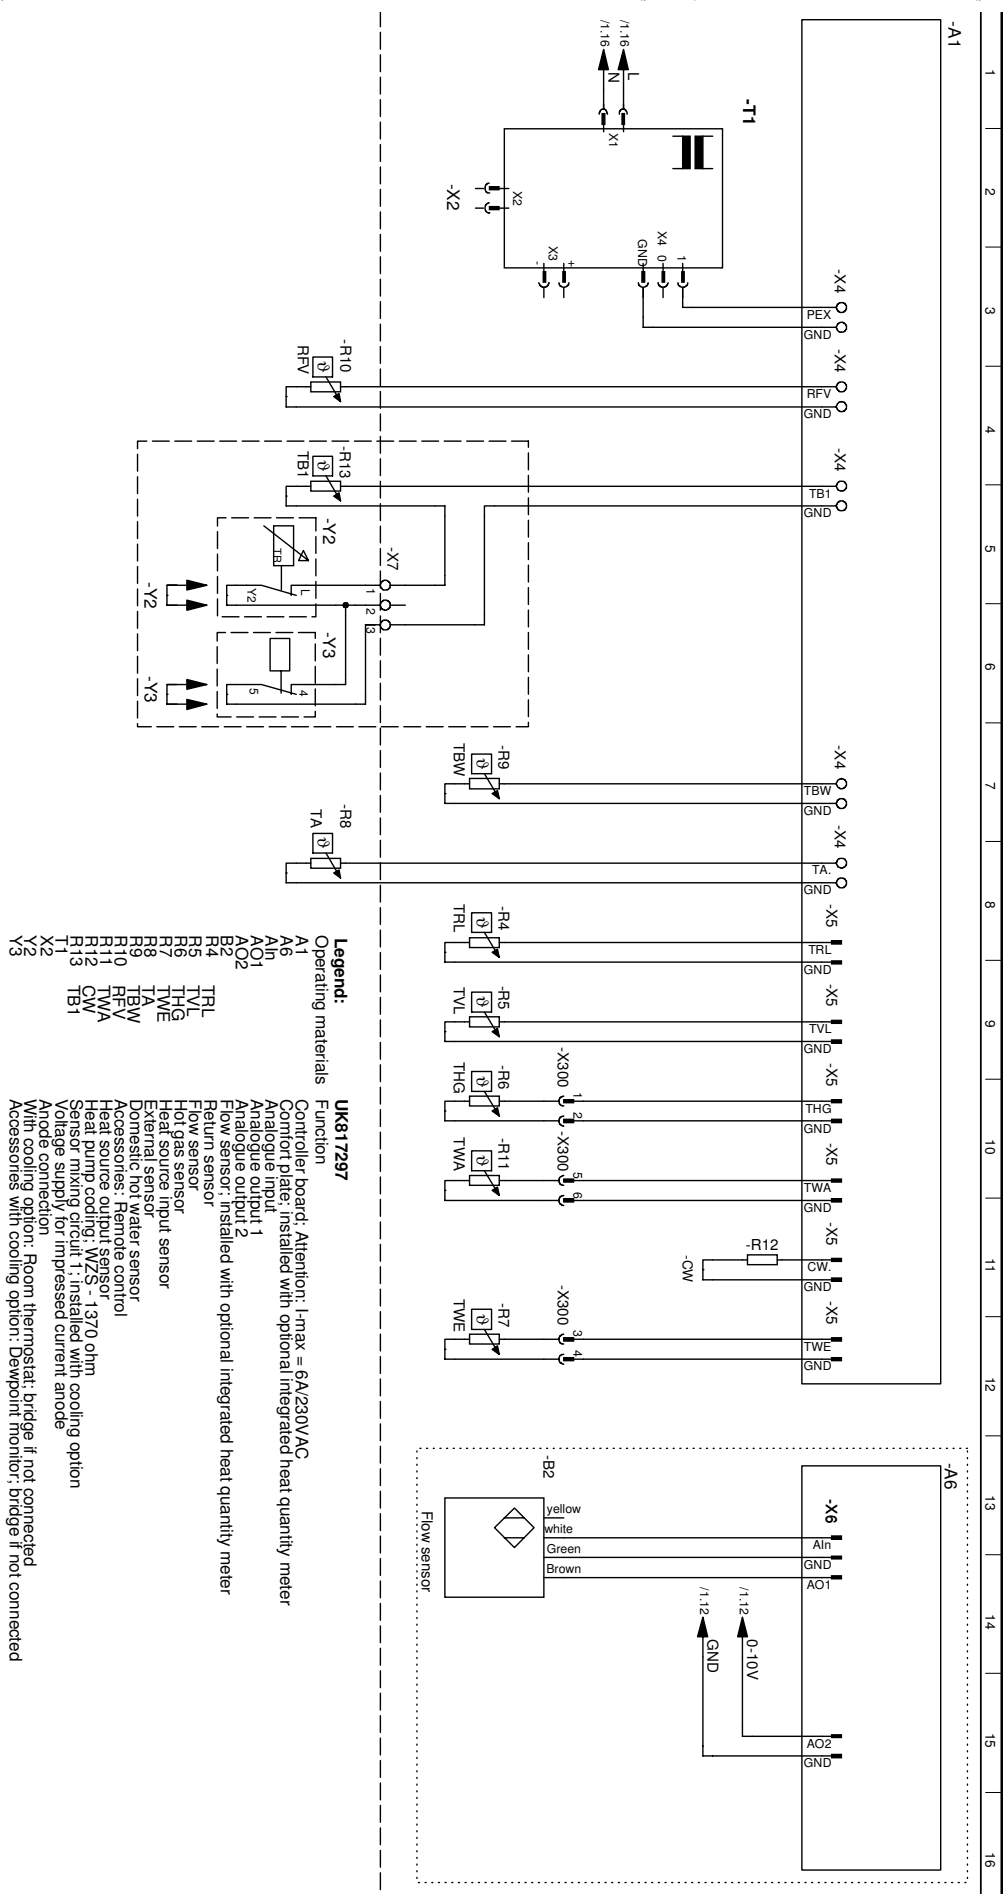 1
2
3
4
5
6
7
8
9
10
11
12
13
14
15
16
-A1
-A6
-T1
/1.16
/1.16
L
N
X1
X2
-X2
X3
-
+
X4
GND
0
1
-X4
PEX
GND
-R10
RFV
ϑ
-X4
RFV
GND
-R13
TB1
ϑ
-X4
TB1
GND
-Y2
TR
Y2
L
-X7
1
2
3
-Y2
-Y3
5
4
-Y3
-R9
TBW
ϑ
-X4
TBW
GND
-R8
TA
ϑ
-X4
TA.
GND
-R4
TRL
ϑ
-X5
TRL
GND
-R5
TVL
ϑ
-X5
TVL
GND
-R6
THG
ϑ
-X300
1
2
-X5
THG
GND
-R11
TWA
ϑ
-X300
5
6
-X5
TWA
GND
-R12
-CW
-X5
CW.
GND
-R7
TWE
ϑ
-X300
3
4
-X5
TWE
GND
-B2
Flow sensor
yellow
white
Green
Brown
-X6
AIn
GND
AO1
/1.12
0-10V
/1.12
GND
AO2
GND
Legend: UK817297
Operating materials Function
A1 Controller board; Attention: I-max = 6A/230VAC
A6 Comfort plate; installed with optional integrated heat quantity meter
AIn Analogue input
AO1 Analogue output 1
AO2 Analogue output 2
B2 Flow sensor; installed with optional integrated heat quantity meter
R4 TRL Return sensor
R5 TVL Flow sensor
R6 THG Hot gas sensor
R7 TWE Heat source input sensor
R8 TA External sensor
R9 TBW Domestic hot water sensor
R10 RFV Accessories: Remote control
R11 TWA Heat source output sensor
R12 CW Heat pump coding; WZS - 1370 ohm
R13 TB1 Sensor mixing circuit 1; installed with cooling option
T1 Voltage supply for impressed current anode
X2 Anode connection
Y2 With cooling option: Room thermostat; bridge if not connected
Y3 Accessories with cooling option: Dewpoint monitor; bridge if not connected